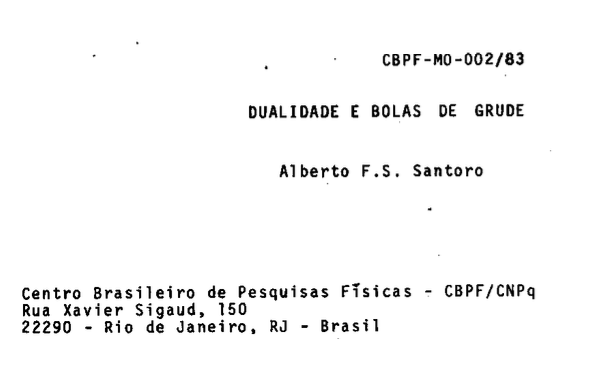 CBPF-MO-002/83
DUALIDADE E BOLAS DE GRUDE
Alberto F.S. Santoro
Centro Brasileiro de Pesquisas Físicas - CBPF/CNPq
Rua Xavier Sigaud, 150
22290 - Rio de Janeiro, RJ - Brasil